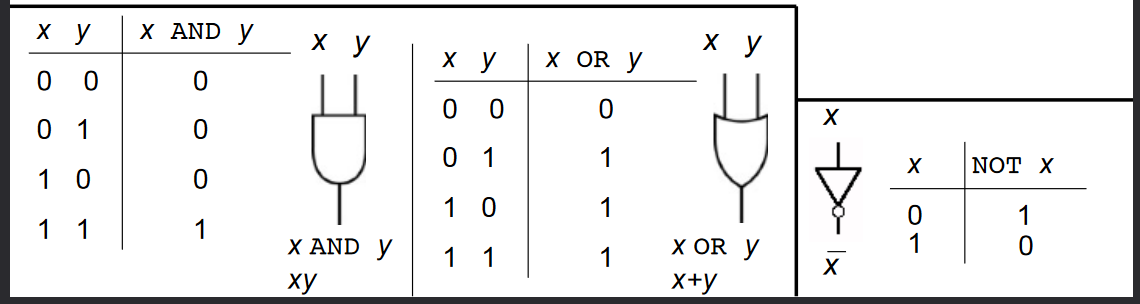 x y x AND y
0 0 0
0 1 0
1 0 0
1 1 1
x y
x AND y
xy
x y x OR y
0 0 0
0 1 1
1 0 1
1 1 1
x y
x OR y
x+y
x
x̅
x NOT x
0 1
1 0